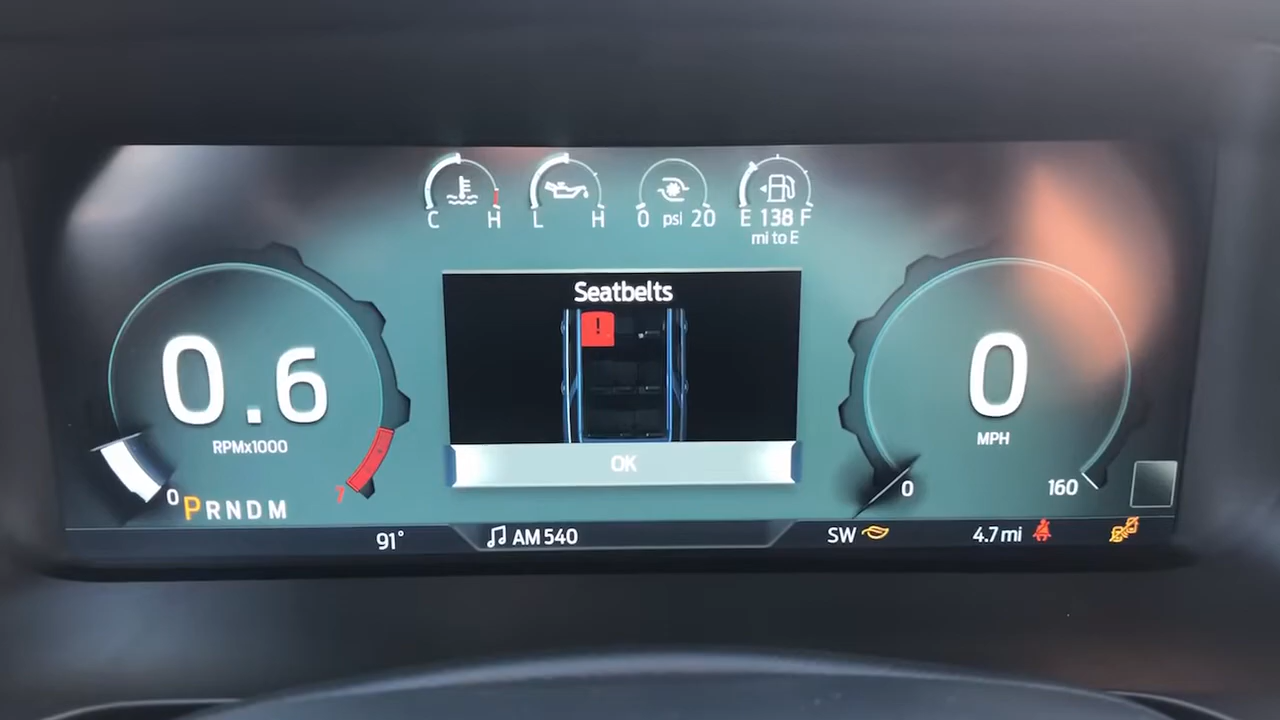 C H
L H
0 psi 20
E 138 F
mi to E
Seatbelts
!
0.6
RPMx1000
0
7
PRNDM
OK
0
MPH
0
160
91°
AM 540
SW
4.7 mi